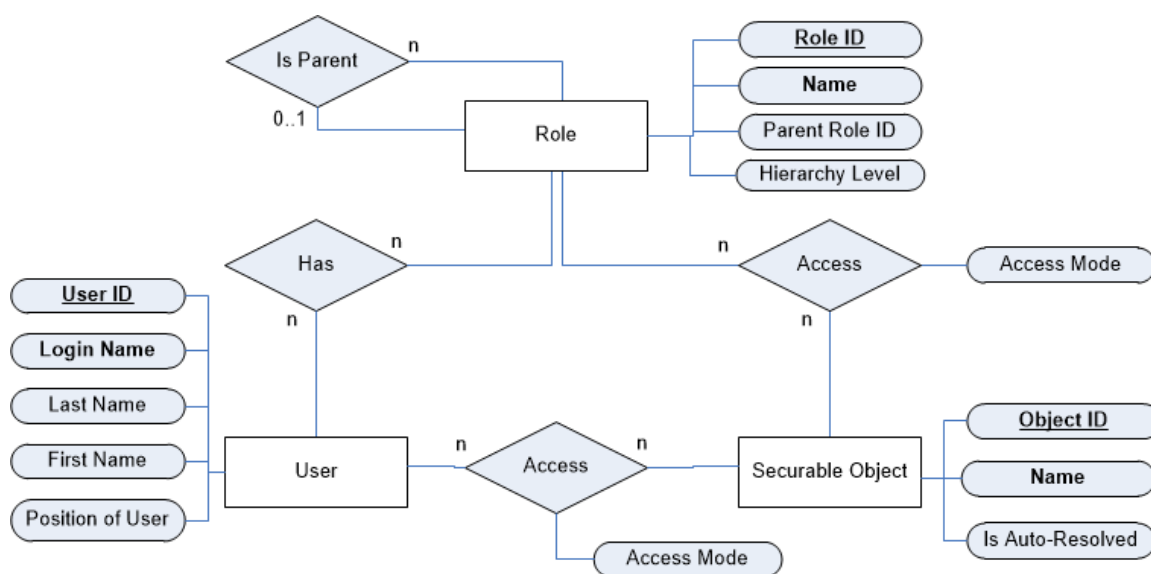 Is Parent
n
0..1
Role
Role ID
Name
Parent Role ID
Hierarchy Level
Has
n
n
n
Access
n
Access Mode
User ID
Login Name
Last Name
First Name
Position of User
User
n
Access
n
Access Mode
Securable Object
Object ID
Name
Is Auto-Resolved